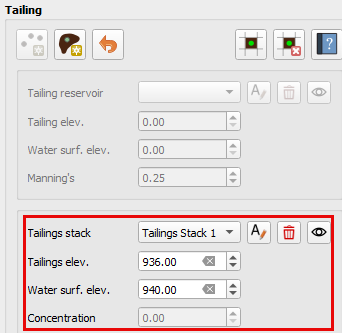 Tailing
Tailing reservoir
Tailing elev. 0.00
Water surf. elev. 0.00
Manning's 0.25
Tailings stack Tailings Stack 1
Tailings elev. 936.00
Water surf. elev. 940.00
Concentration 0.00